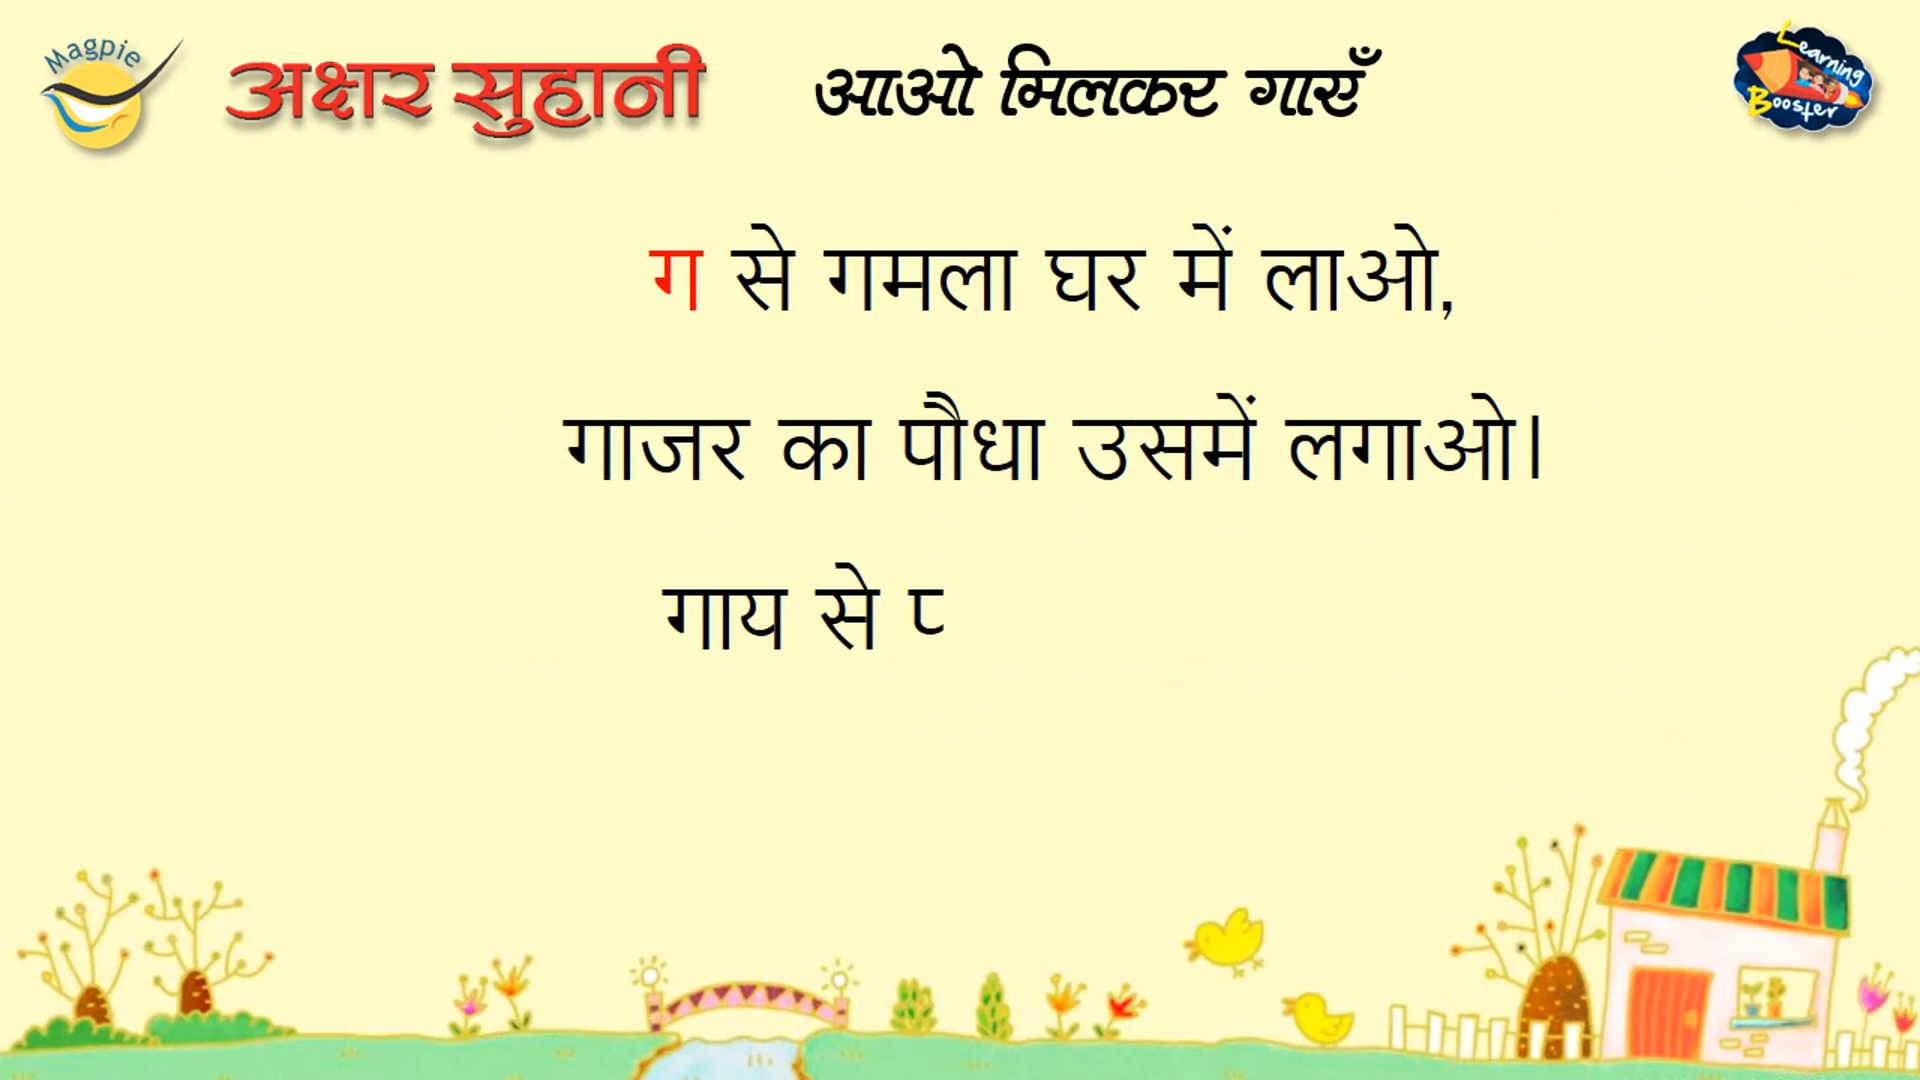 Magpie
अक्षर सुहानी
आओ मिलकर गाएँ
Learning
Booster
ग से गमला घर में लाओ,
गाजर का पौधा उसमें लगाओ।
गाय से